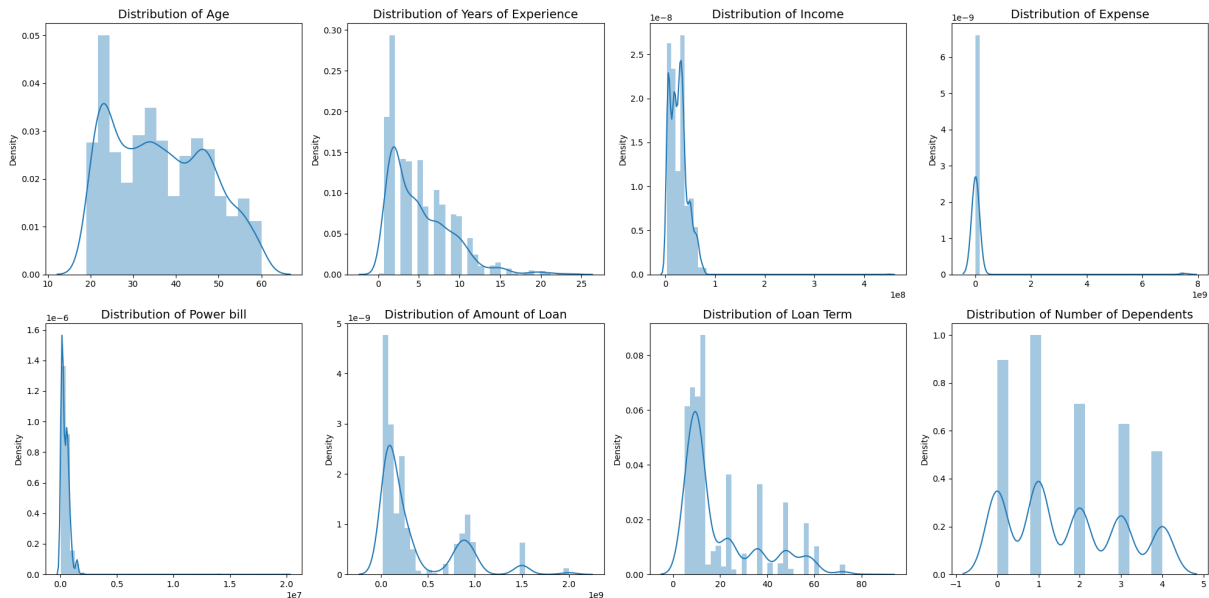 Distribution of Age
Density
0.00
0.01
0.02
0.03
0.04
0.05
10 20 30 40 50 60
Distribution of Years of Experience
Density
0.00
0.05
0.10
0.15
0.20
0.25
0.30
0 5 10 15 20 25
Distribution of Income
1e−8
Density
0.0
0.5
1.0
1.5
2.0
2.5
0 1 2 3 4
1e8
Distribution of Expense
1e−9
Density
0
1
2
3
4
5
6
0 2 4 6 8
1e9
Distribution of Power bill
1e−6
Density
0.0
0.2
0.4
0.6
0.8
1.0
1.2
1.4
1.6
0.0 0.5 1.0 1.5 2.0
1e7
Distribution of Amount of Loan
1e−9
Density
0
1
2
3
4
5
0.0 0.5 1.0 1.5 2.0
1e9
Distribution of Loan Term
Density
0.00
0.02
0.04
0.06
0.08
0 20 40 60 80
Distribution of Number of Dependents
Density
0.0
0.2
0.4
0.6
0.8
1.0
−1 0 1 2 3 4 5